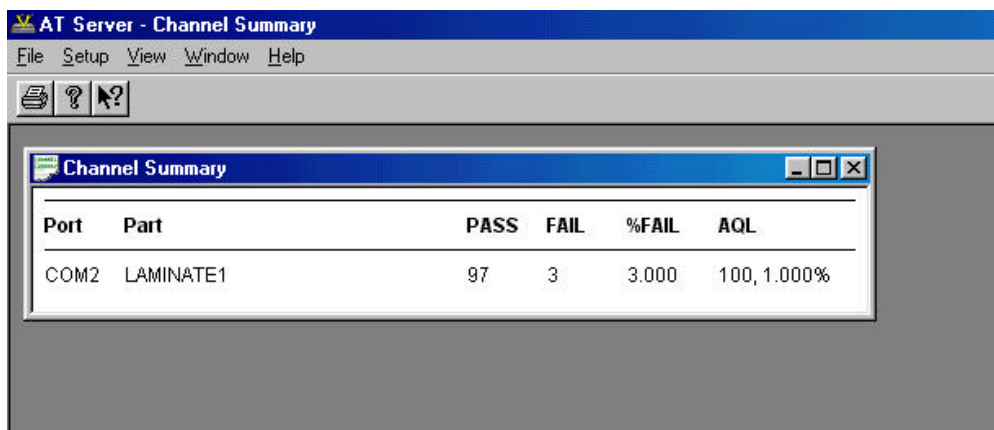 AT Server - Channel Summary
File Setup View Window Help
Channel Summary
Port Part PASS FAIL %FAIL AQL
COM2 LAMINATE1 97 3 3.000 100, 1.000%